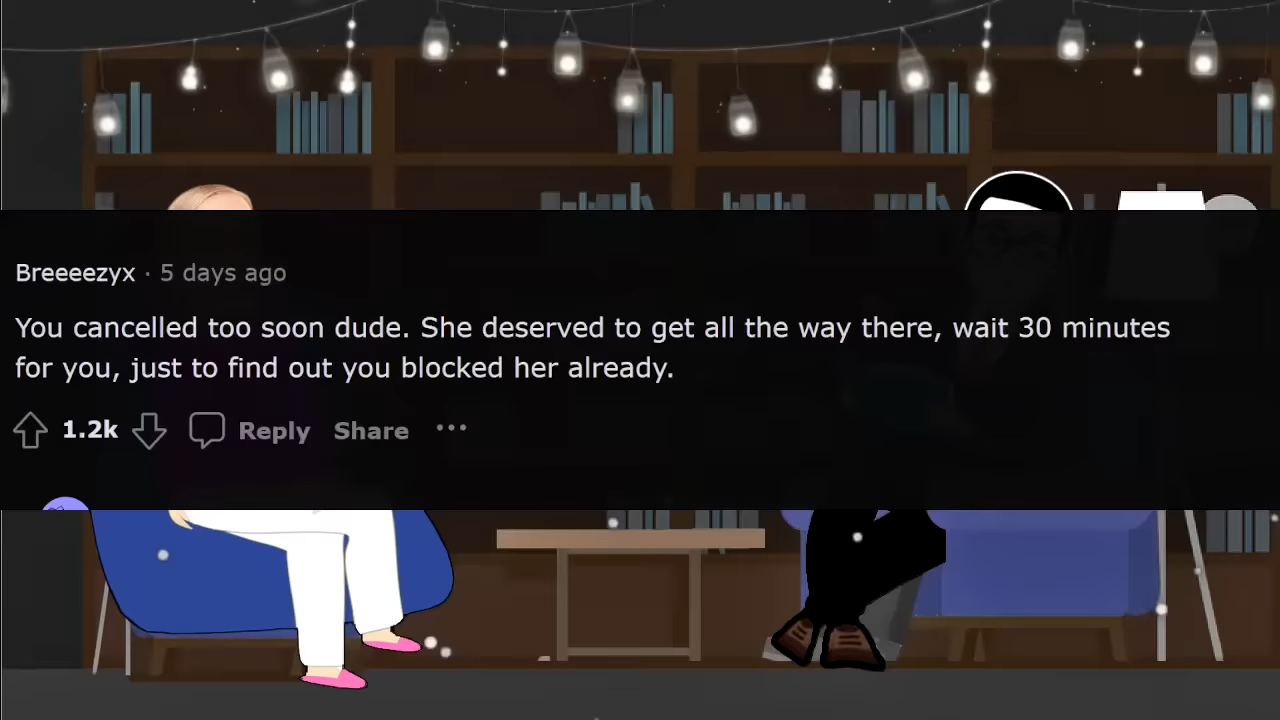 Breeeezyx · 5 days ago
You cancelled too soon dude. She deserved to get all the way there, wait 30 minutes
for you, just to find out you blocked her already.
1.2k Reply Share ···